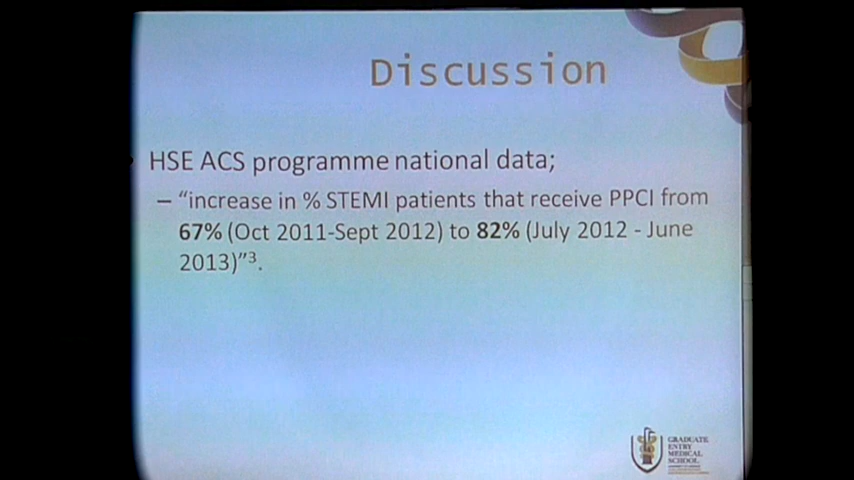 Discussion
• HSE ACS programme national data;
– “increase in % STEMI patients that receive PPCI from
67% (Oct 2011-Sept 2012) to 82% (July 2012 - June
2013)”³.
GRADUATE
ENTRY
MEDICAL
SCHOOL